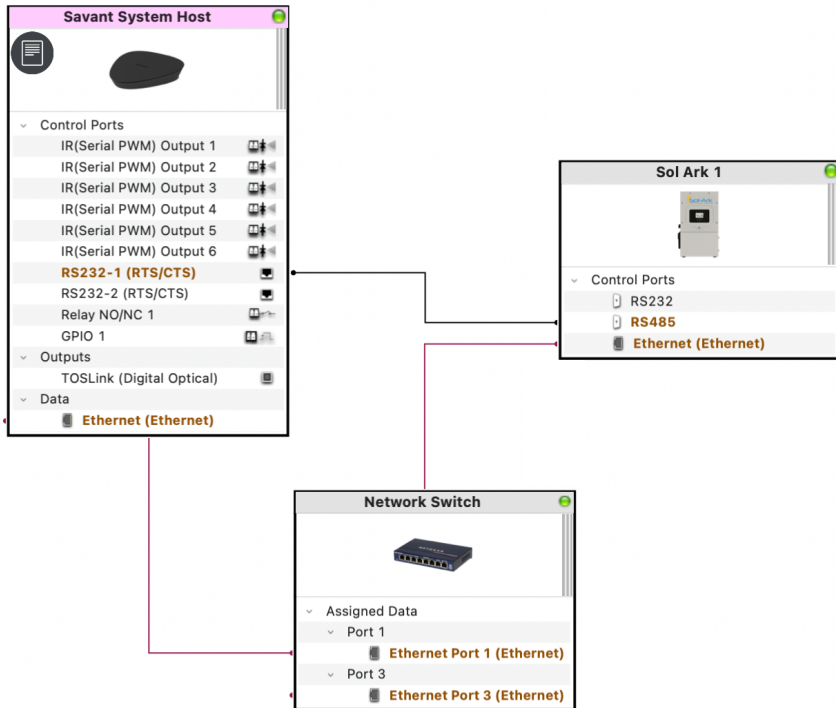 Savant System Host
Control Ports
IR(Serial PWM) Output 1
IR(Serial PWM) Output 2
IR(Serial PWM) Output 3
IR(Serial PWM) Output 4
IR(Serial PWM) Output 5
IR(Serial PWM) Output 6
RS232-1 (RTS/CTS)
RS232-2 (RTS/CTS)
Relay NO/NC 1
GPIO 1
Outputs
TOSLink (Digital Optical)
Data
Ethernet (Ethernet)
Sol Ark 1
Sol-Ark
Control Ports
RS232
RS485
Ethernet (Ethernet)
Network Switch
NETGEAR
Assigned Data
Port 1
Ethernet Port 1 (Ethernet)
Port 3
Ethernet Port 3 (Ethernet)